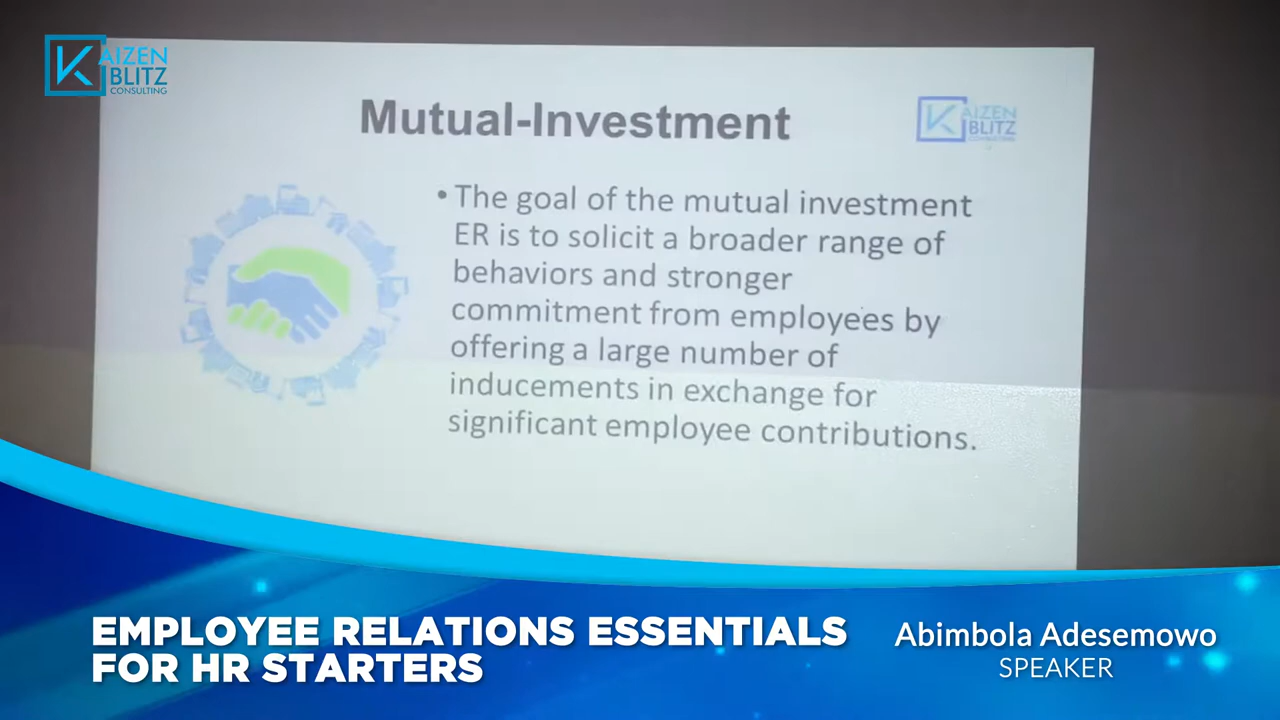 KAIZEN
BLITZ
CONSULTING
Mutual-Investment
KAIZEN
BLITZ
CONSULTING
• The goal of the mutual investment
ER is to solicit a broader range of
behaviors and stronger
commitment from employees by
offering a large number of
inducements in exchange for
significant employee contributions.
EMPLOYEE RELATIONS ESSENTIALS
FOR HR STARTERS
Abimbola Adesemowo
SPEAKER